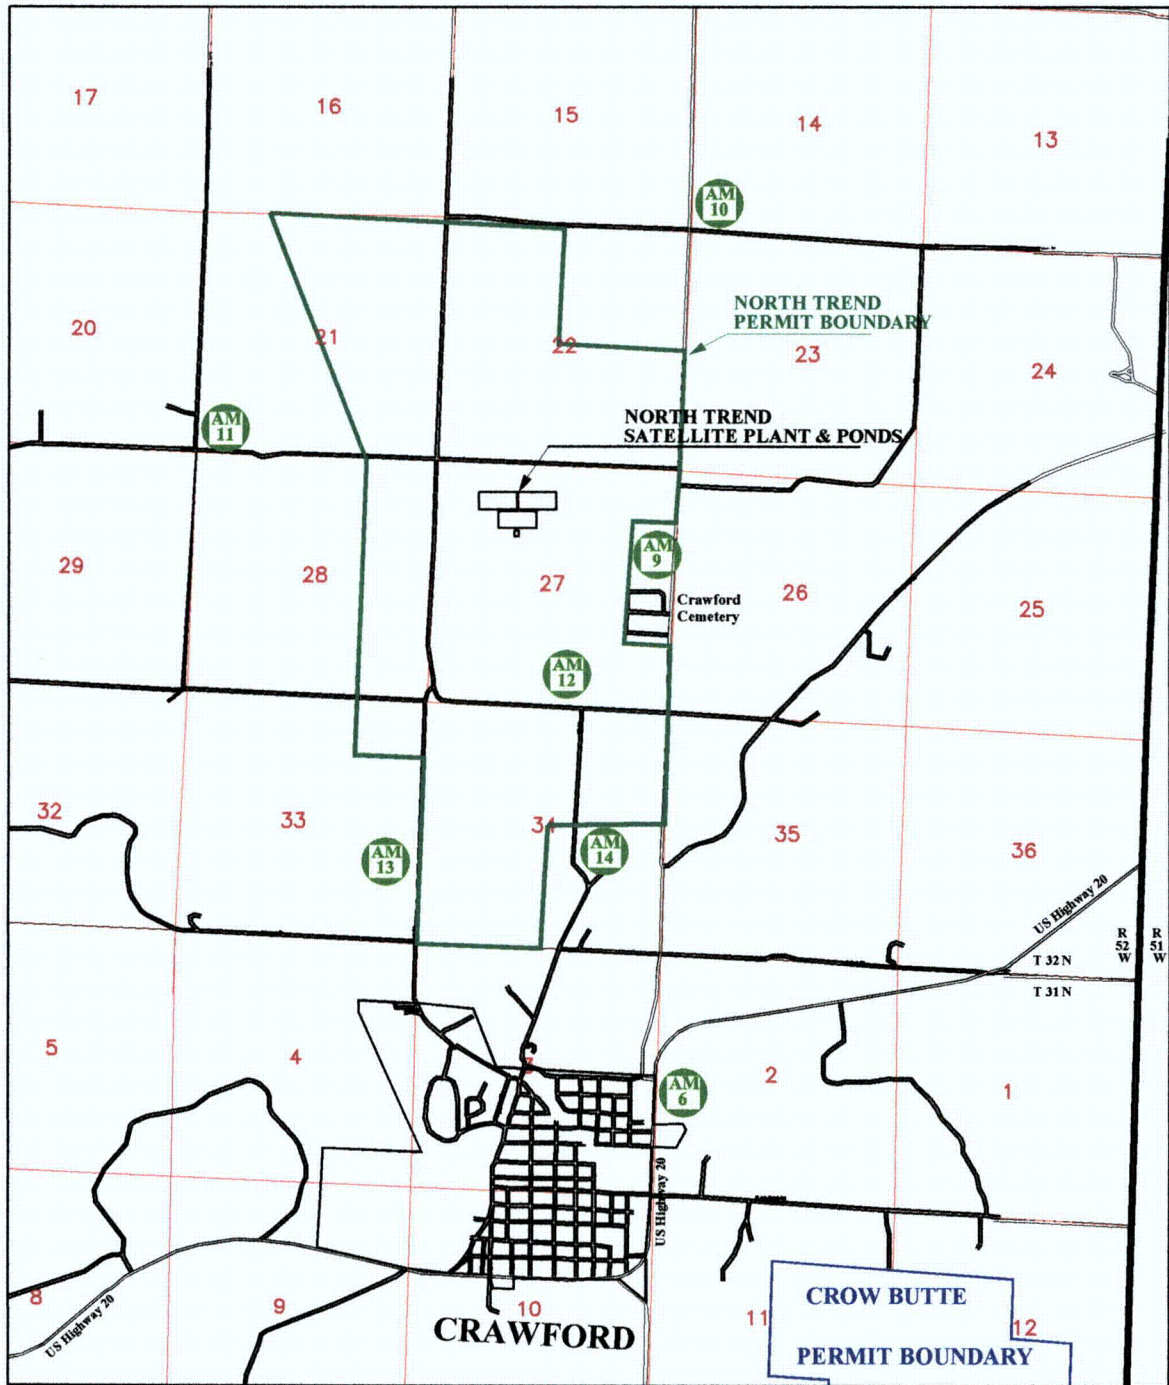 17
16
15
14
13
AM
10
NORTH TREND
PERMIT BOUNDARY
20
21
22
23
24
AM
11
NORTH TREND
SATELLITE PLANT & PONDS
AM
9
29
28
27
26
25
Crawford
Cemetery
AM
12
32
33
34
35
36
AM
13
AM
14
US Highway 20
R
52
W
R
51
W
T 32 N
T 31 N
5
4
3
2
1
AM
6
US Highway 20
8
9
10
11
12
US Highway 20
CRAWFORD
CROW BUTTE
PERMIT BOUNDARY